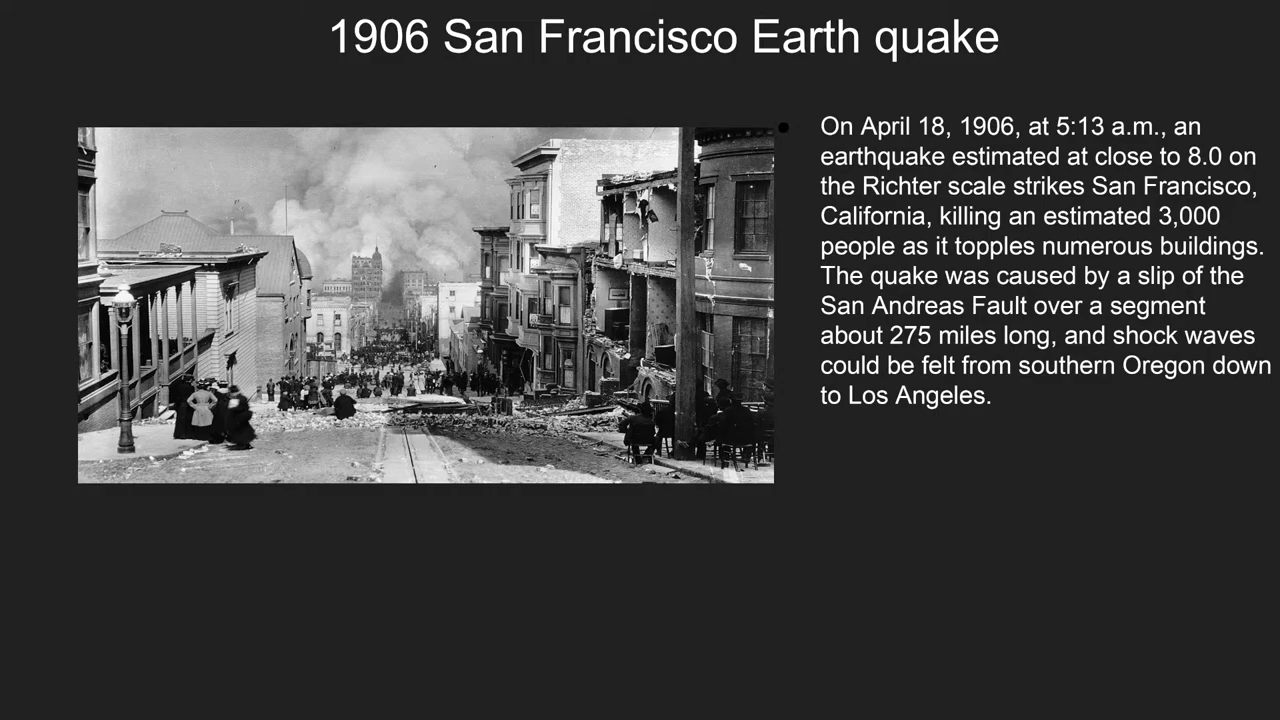 1906 San Francisco Earth quake
On April 18, 1906, at 5:13 a.m., an
earthquake estimated at close to 8.0 on
the Richter scale strikes San Francisco,
California, killing an estimated 3,000
people as it topples numerous buildings.
The quake was caused by a slip of the
San Andreas Fault over a segment
about 275 miles long, and shock waves
could be felt from southern Oregon down
to Los Angeles.